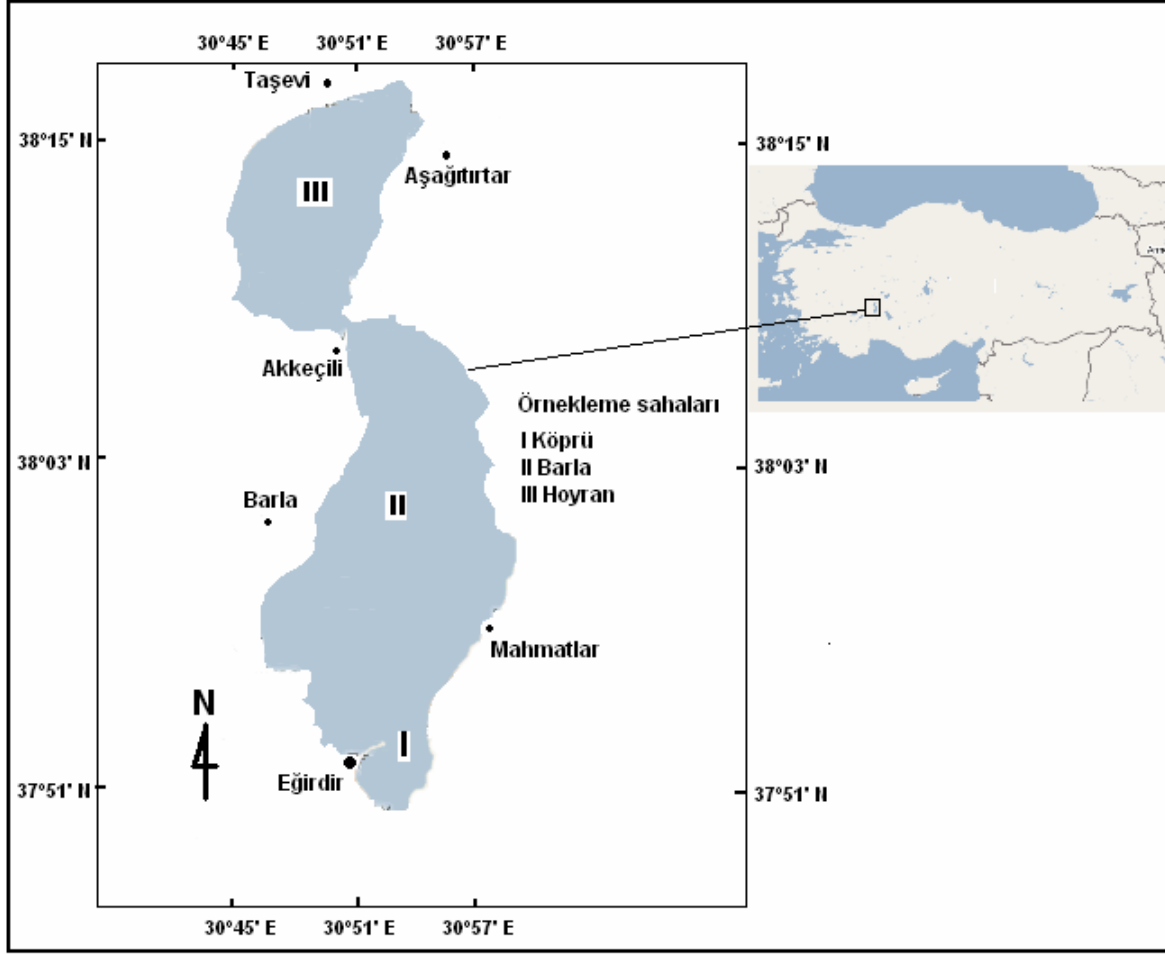 30°45' E 30°51' E 30°57' E
Taşevi
38°15' N
38°15' N
Aşağıtırtar
III
Akkeçili
Örnekleme sahaları
I Köprü
II Barla
III Hoyran
38°03' N
38°03' N
Barla
II
Mahmatlar
N
I
Eğirdir
37°51' N
37°51' N
30°45' E 30°51' E 30°57' E